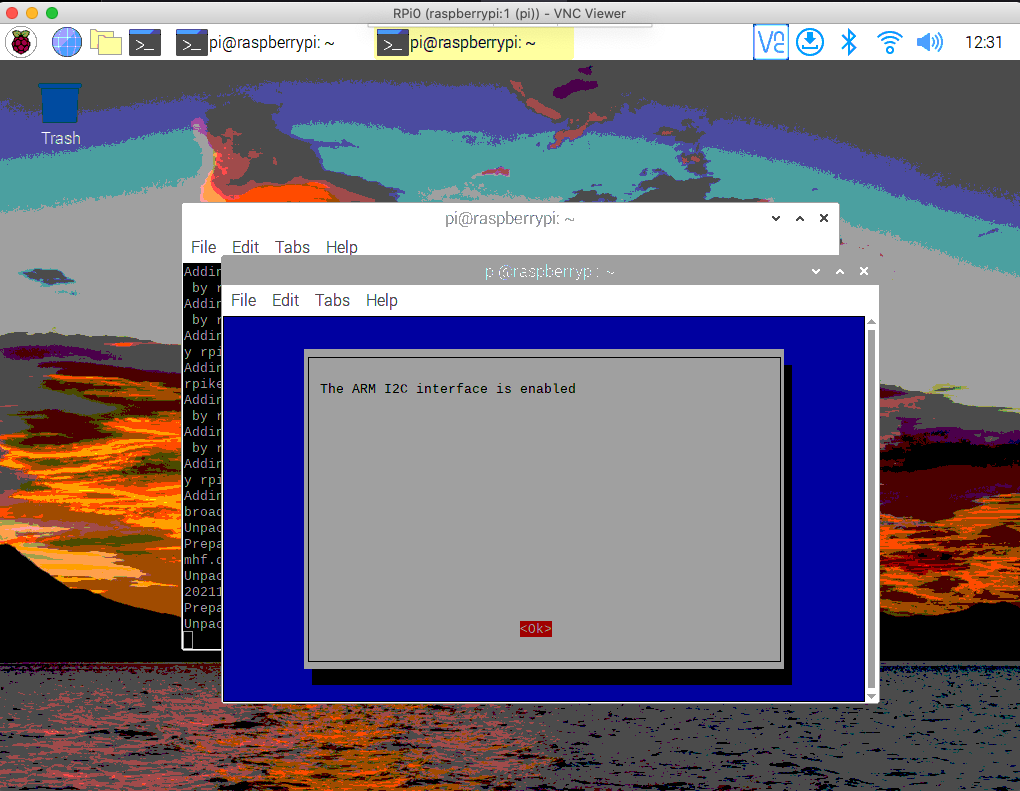 RPi0 (raspberrypi:1 (pi)) - VNC Viewer
>_ >_ pi@raspberrypi: ~ >_ pi@raspberrypi: ~ 12:31
Trash
pi@raspberrypi: ~
File Edit Tabs Help
pi@raspberrypi: ~
File Edit Tabs Help
Addin
by r
Addin
by r
Addin
y rpi
Addin
rpike
Addin
by r
Addin
by r
Addin
y rpi
Addin
broad
Unpac
Prepa
mhf.d
Unpac
20211
Prepa
Unpac
The ARM I2C interface is enabled
<Ok>